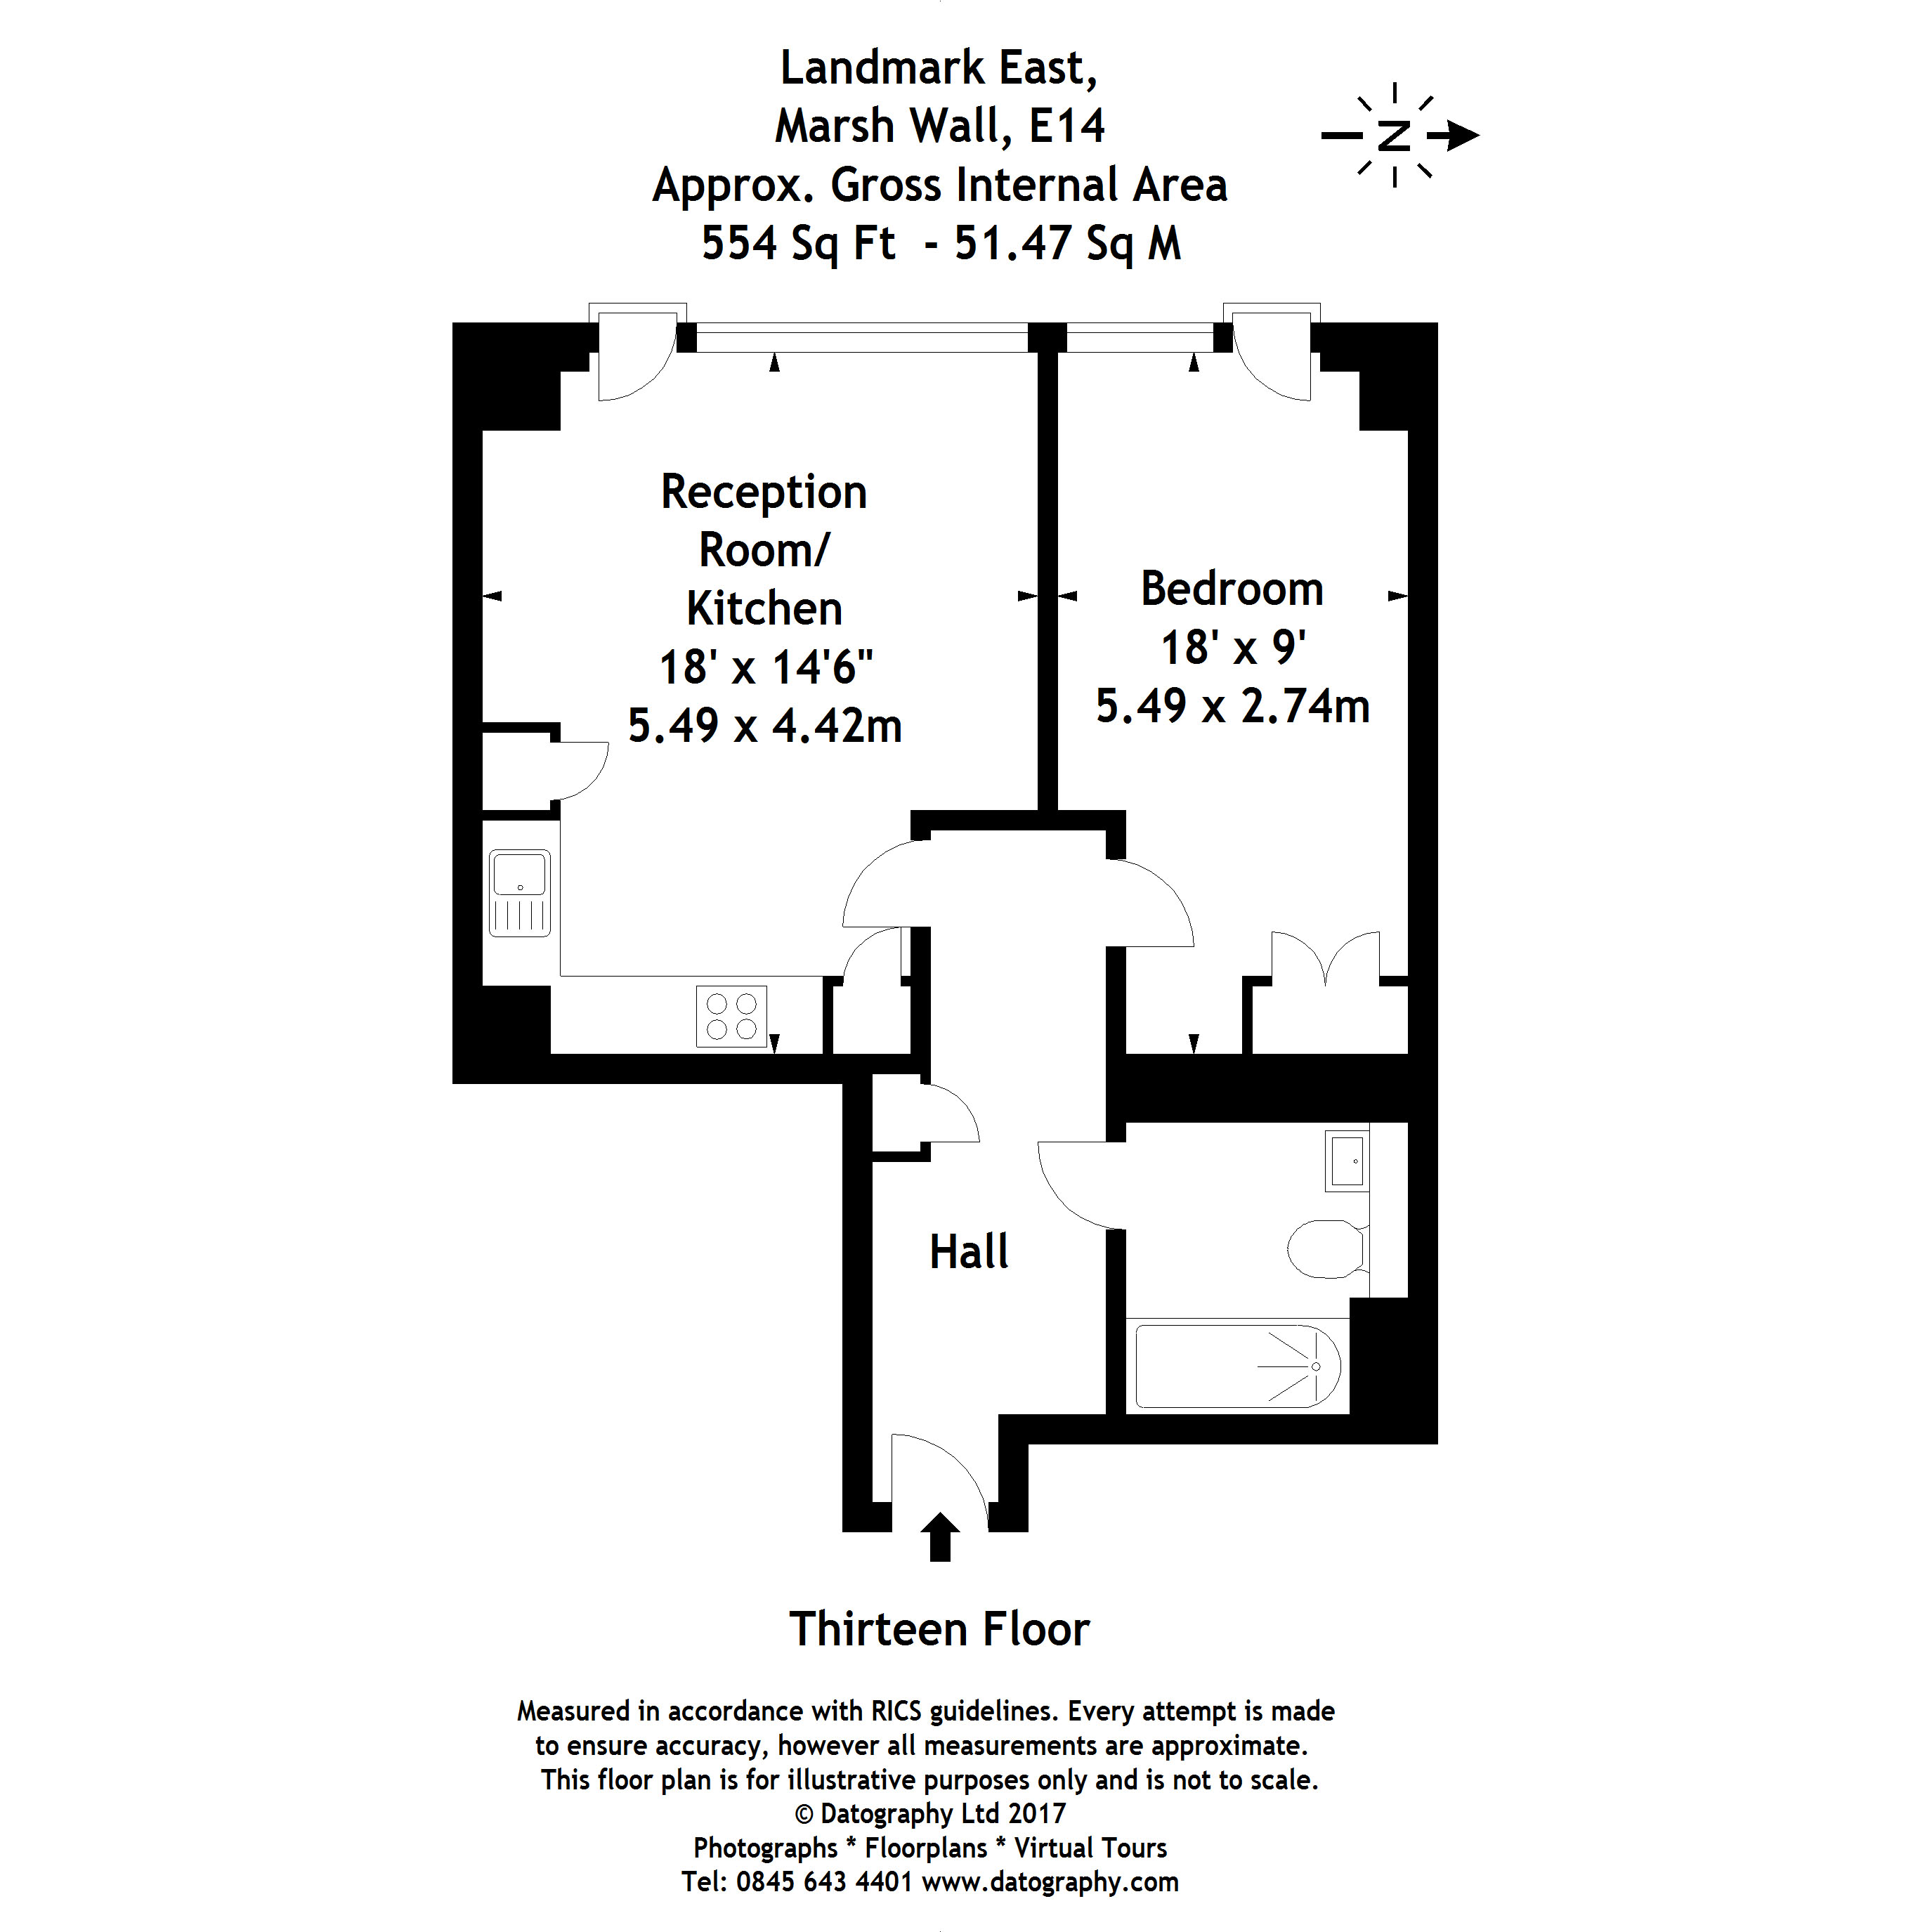 Landmark East,
Marsh Wall, E14
Approx. Gross Internal Area
554 Sq Ft - 51.47 Sq M
N
Reception
Room/
Kitchen
18' x 14'6"
5.49 x 4.42m
Bedroom
18' x 9'
5.49 x 2.74m
Hall
Thirteen Floor
Measured in accordance with RICS guidelines. Every attempt is made
to ensure accuracy, however all measurements are approximate.
This floor plan is for illustrative purposes only and is not to scale.
© Datography Ltd 2017
Photographs * Floorplans * Virtual Tours
Tel: 0845 643 4401 www.datography.com